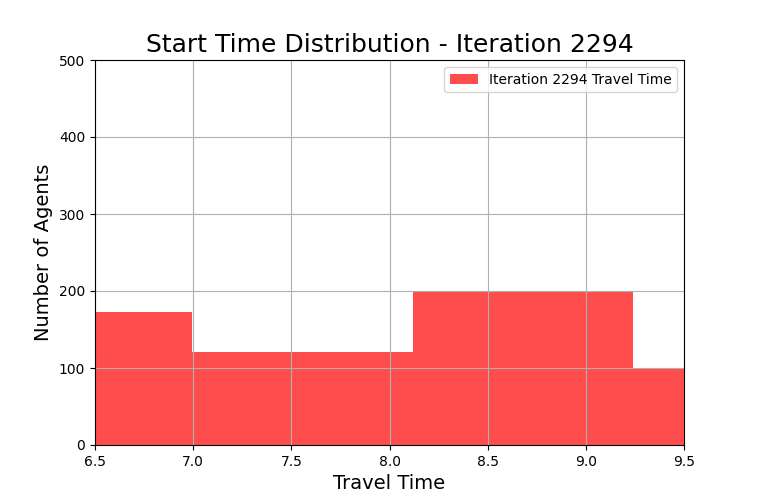 Start Time Distribution - Iteration 2294
Iteration 2294 Travel Time
500
400
300
200
100
0
Number of Agents
6.5 7.0 7.5 8.0 8.5 9.0 9.5
Travel Time